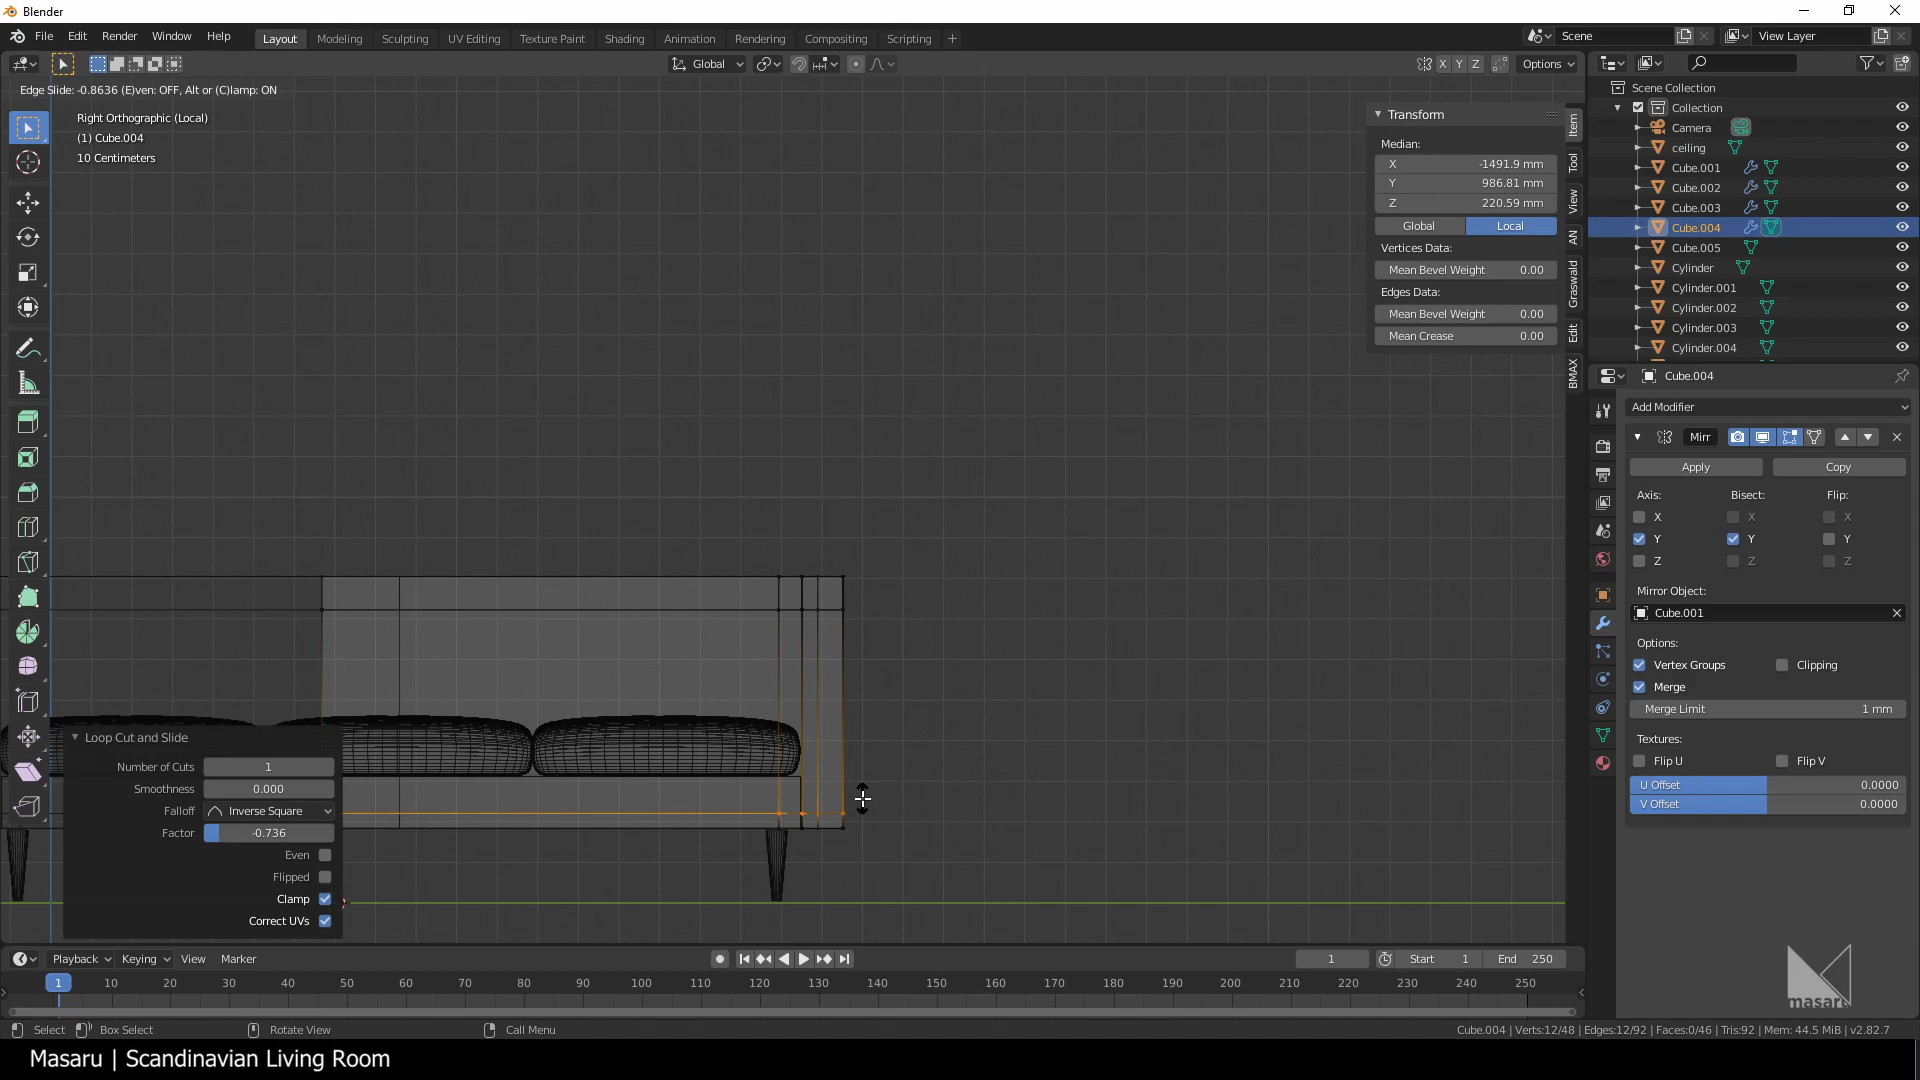 Blender
File Edit Render Window Help
Layout Modeling Sculpting UV Editing Texture Paint Shading Animation Rendering Compositing Scripting +
Scene
View Layer
Global
X Y Z
Options
Edge Slide: -0.8636 (E)ven: OFF, Alt or (C)lamp: ON
Right Orthographic (Local)
(1) Cube.004
10 Centimeters
Transform
Median:
X -1491.9 mm
Y 986.81 mm
Z 220.59 mm
Global Local
Vertices Data:
Mean Bevel Weight 0.00
Edges Data:
Mean Bevel Weight 0.00
Mean Crease 0.00
Item
Tool
View
AN
Graswald
Edit
BMAX
Scene Collection
Collection
Camera
ceiling
Cube.001
Cube.002
Cube.003
Cube.004
Cube.005
Cylinder
Cylinder.001
Cylinder.002
Cylinder.003
Cylinder.004
Cube.004
Add Modifier
Mirr
Apply Copy
Axis: Bisect: Flip:
X X X
Y Y Y
Z Z Z
Mirror Object:
Cube.001
Options:
Vertex Groups Clipping
Merge
Merge Limit 1 mm
Textures:
Flip U Flip V
U Offset 0.0000
V Offset 0.0000
Loop Cut and Slide
Number of Cuts 1
Smoothness 0.000
Falloff Inverse Square
Factor -0.736
Even
Flipped
Clamp
Correct UVs
Playback Keying View Marker
1 Start 1 End 250
1 10 20 30 40 50 60 70 80 90 100 110 120 130 140 150 160 170 180 190 200 210 220 230 240 250
masaru
Select Box Select Rotate View Call Menu
Cube.004 | Verts:12/48 | Edges:12/92 | Faces:0/46 | Tris:92 | Mem: 44.5 MiB | v2.82.7
Masaru | Scandinavian Living Room